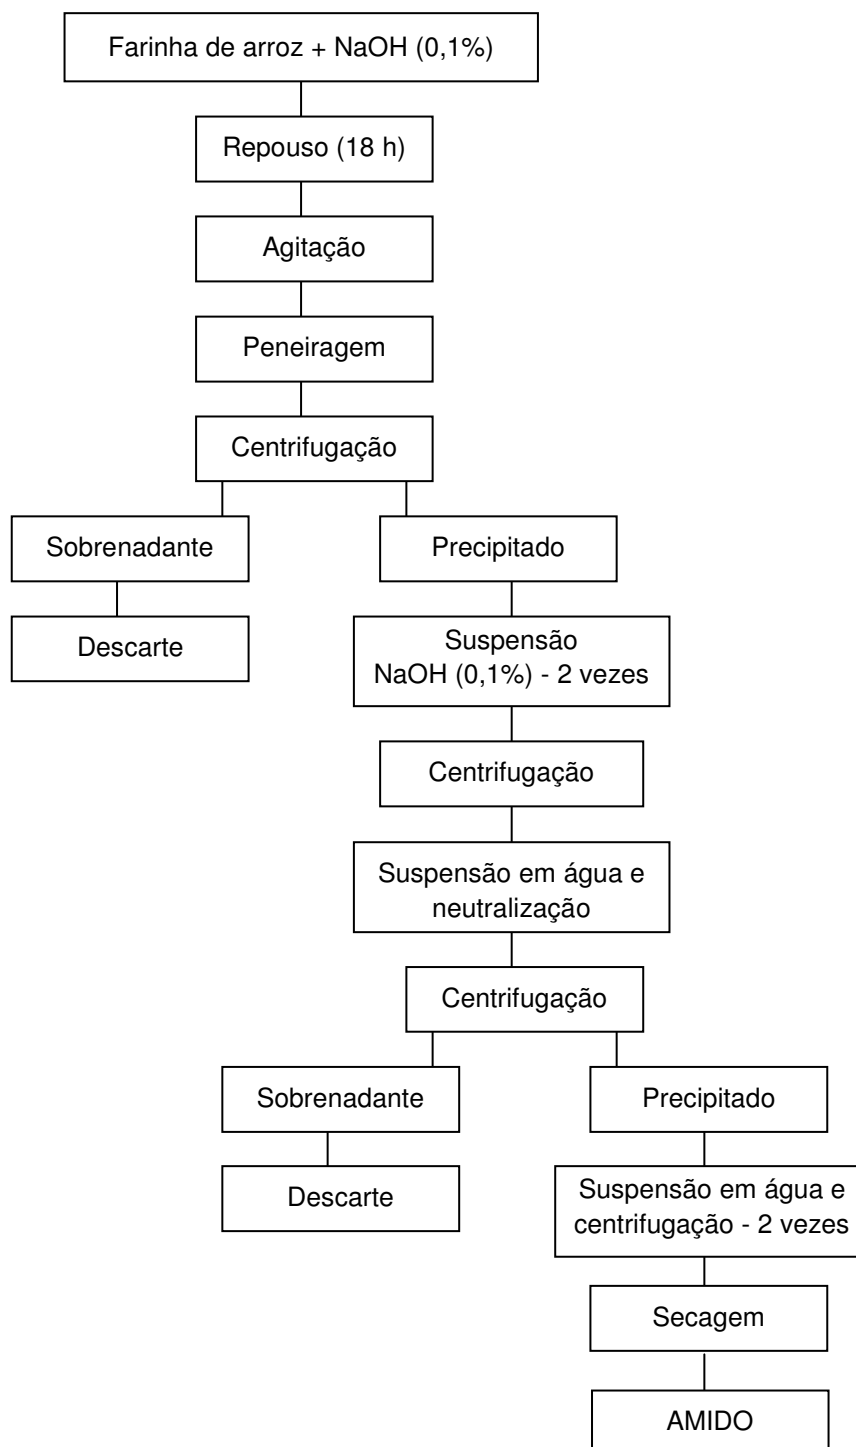 Farinha de arroz + NaOH (0,1%)
Repouso (18 h)
Agitação
Peneiragem
Centrifugação
Sobrenadante
Descarte
Precipitado
Suspensão
NaOH (0,1%) - 2 vezes
Centrifugação
Suspensão em água e
neutralização
Centrifugação
Sobrenadante
Descarte
Precipitado
Suspensão em água e
centrifugação - 2 vezes
Secagem
AMIDO